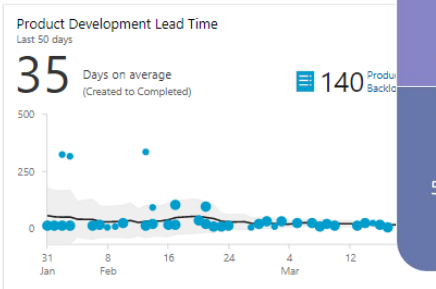 Product Development Lead Time
Last 50 days
35
Days on average
(Created to Completed)
140
500
250
0
31 8 16 24 4 12
Jan Feb Mar
5